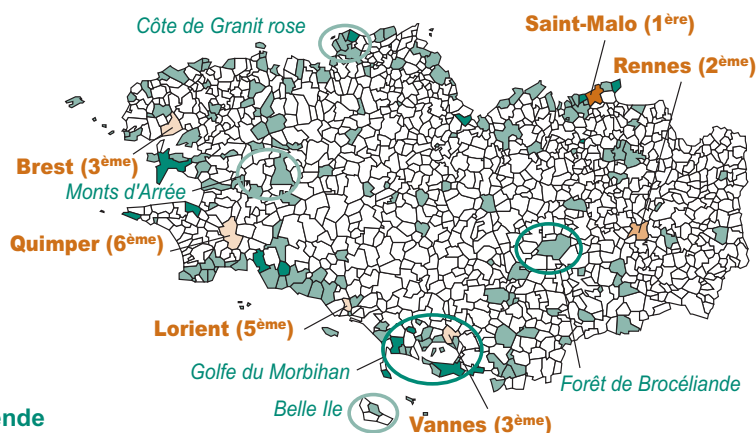 Côte de Granit rose
Saint-Malo (1ère)
Rennes (2ème)
Brest (3ème)
Monts d'Arrée
Quimper (6ème)
Lorient (5ème)
Golfe du Morbihan
Forêt de Brocéliande
Belle Ile
Vannes (3ème)
ende